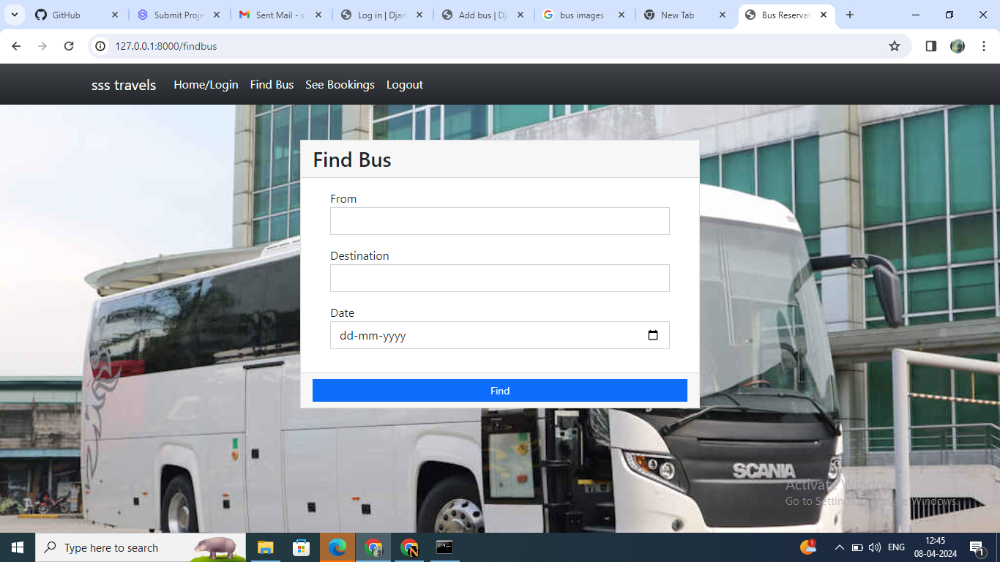 GitHub
Submit Proje
Sent Mail - s
Log in | Djan
Add bus | Dj
bus images
New Tab
Bus Reservat
127.0.0.1:8000/findbus
sss travels Home/Login Find Bus See Bookings Logout
Find Bus
From
Destination
Date
dd-mm-yyyy
Find
SCANIA
Activate Windows
Go to Settings to activate Windows.
Type here to search
1
ENG
12:45
08-04-2024
1